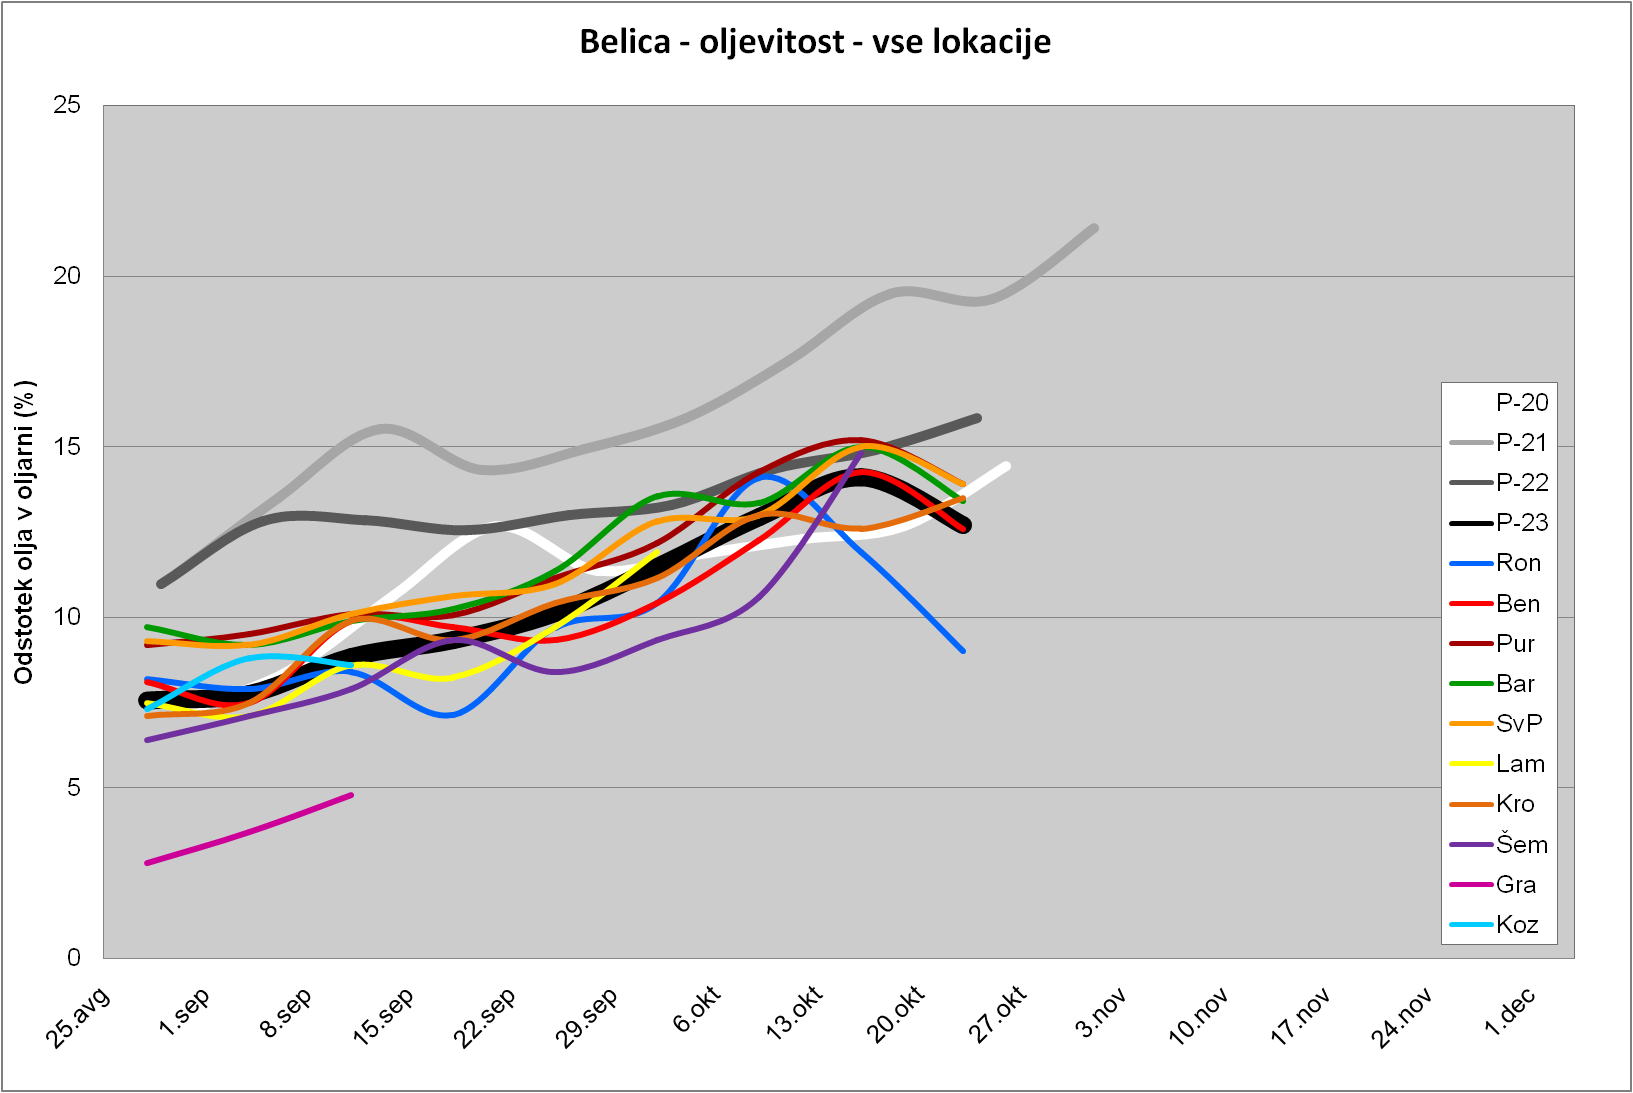 Belica - oljevitost - vse lokacije
Odstotek olja v oljarni (%)
25
20
15
10
5
0
25.avg
1.sep
8.sep
15.sep
22.sep
29.sep
6.okt
13.okt
20.okt
27.okt
3.nov
10.nov
17.nov
24.nov
1.dec
P-20
P-21
P-22
P-23
Ron
Ben
Pur
Bar
SvP
Lam
Kro
Šem
Gra
Koz